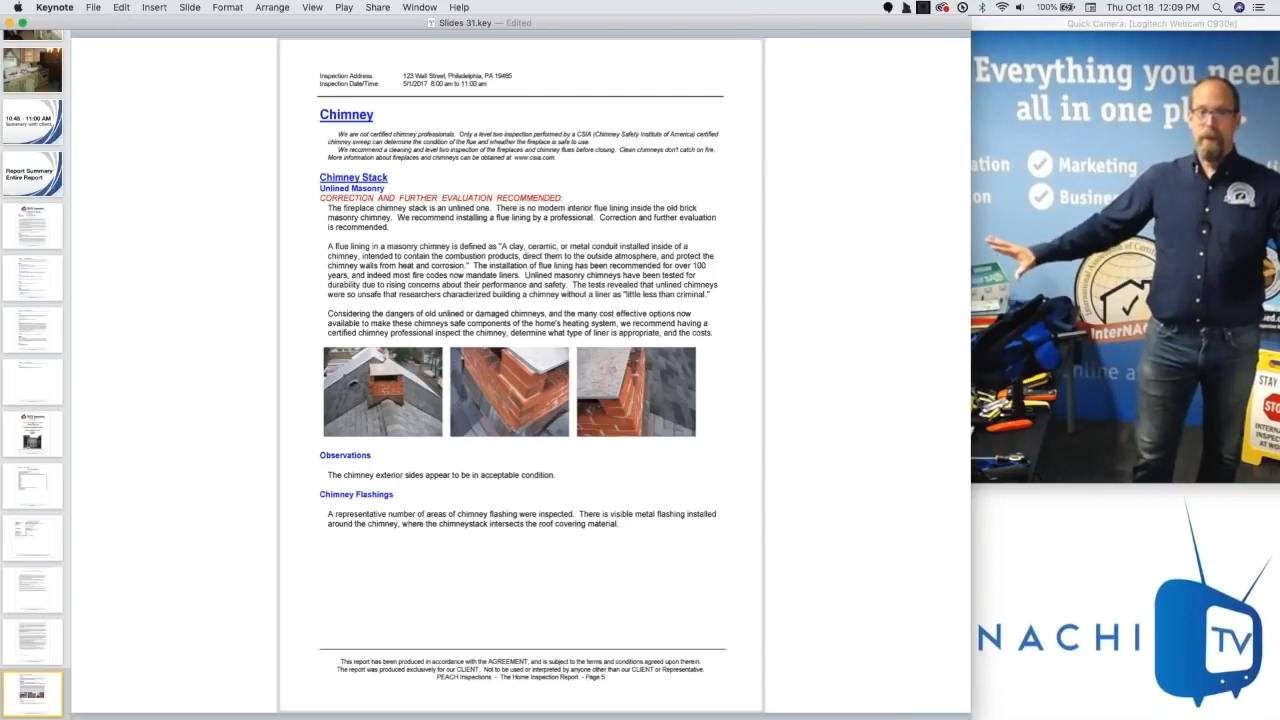 Keynote File Edit Insert Slide Format Arrange View Play Share Window Help
100% Thu Oct 18 12:09 PM
Slides 31.key — Edited
Quick Camera: [Logitech Webcam C930e]
10:45 - 11:00 AM
Summary with client
Report Summary
Entire Report
Inspection Address: 123 Wall Street, Philadelphia, PA 19465
Inspection Date/Time: 5/1/2017 8:00 am to 11:00 am
Chimney
We are not certified chimney professionals. Only a level two inspection performed by a CSIA (Chimney Safety Institute of America) certified
chimney sweep can determine the condition of the flue and wheather the fireplace is safe to use.
We recommend a cleaning and level two inspection of the fireplaces and chimney flues before closing. Clean chimneys don't catch on fire.
More information about fireplaces and chimneys can be obtained at www.csia.com.
Chimney Stack
Unlined Masonry
CORRECTION AND FURTHER EVALUATION RECOMMENDED:
The fireplace chimney stack is an unlined one. There is no modern interior flue lining inside the old brick
masonry chimney. We recommend installing a flue lining by a professional. Correction and further evaluation
is recommended.
A flue lining in a masonry chimney is defined as "A clay, ceramic, or metal conduit installed inside of a
chimney, intended to contain the combustion products, direct them to the outside atmosphere, and protect the
chimney walls from heat and corrosion." The installation of flue lining has been recommended for over 100
years, and indeed most fire codes now mandate liners. Unlined masonry chimneys have been tested for
durability due to rising concerns about their performance and safety. The tests revealed that unlined chimneys
were so unsafe that researchers characterized building a chimney without a liner as "little less than criminal."
Considering the dangers of old unlined or damaged chimneys, and the many cost effective options now
available to make these chimneys safe components of the home's heating system, we recommend having a
certified chimney professional inspect the chimney, determine what type of liner is appropriate, and the costs.
Observations
The chimney exterior sides appear to be in acceptable condition.
Chimney Flashings
A representative number of areas of chimney flashing were inspected. There is visible metal flashing installed
around the chimney, where the chimneystack intersects the roof covering material.
This report has been produced in accordance with the AGREEMENT, and is subject to the terms and conditions agreed upon therein.
The report was produced exclusively for our CLIENT. Not to be used or interpreted by anyone other than our CLIENT or Representative.
PEACH Inspections - The Home Inspection Report - Page 5
Everything you need
all in one pl
ation Marketing
ons Busine
InterNAC
nline a
STAY
STO
INTERNA
INSPEC
AT WO
NACHI TV